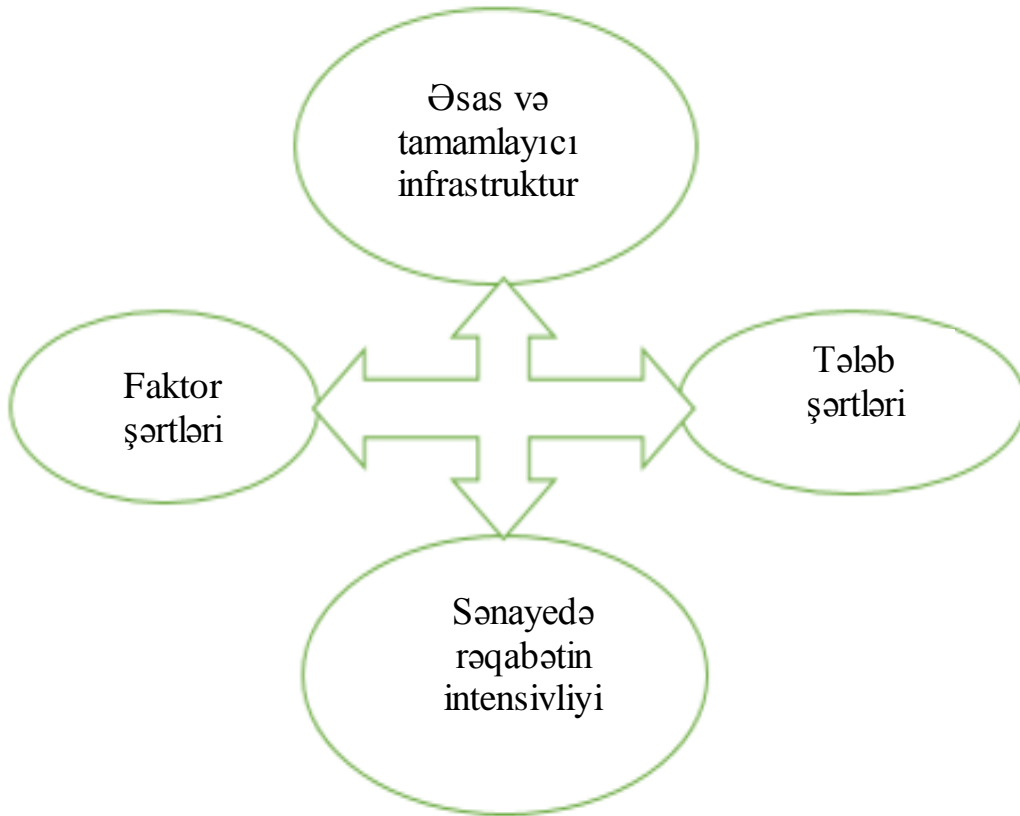 Əsas və
tamamlayıcı
infrastruktur
Faktor
şərtləri
Tələb
şərtləri
Sənayedə
rəqabətin
intensivliyi